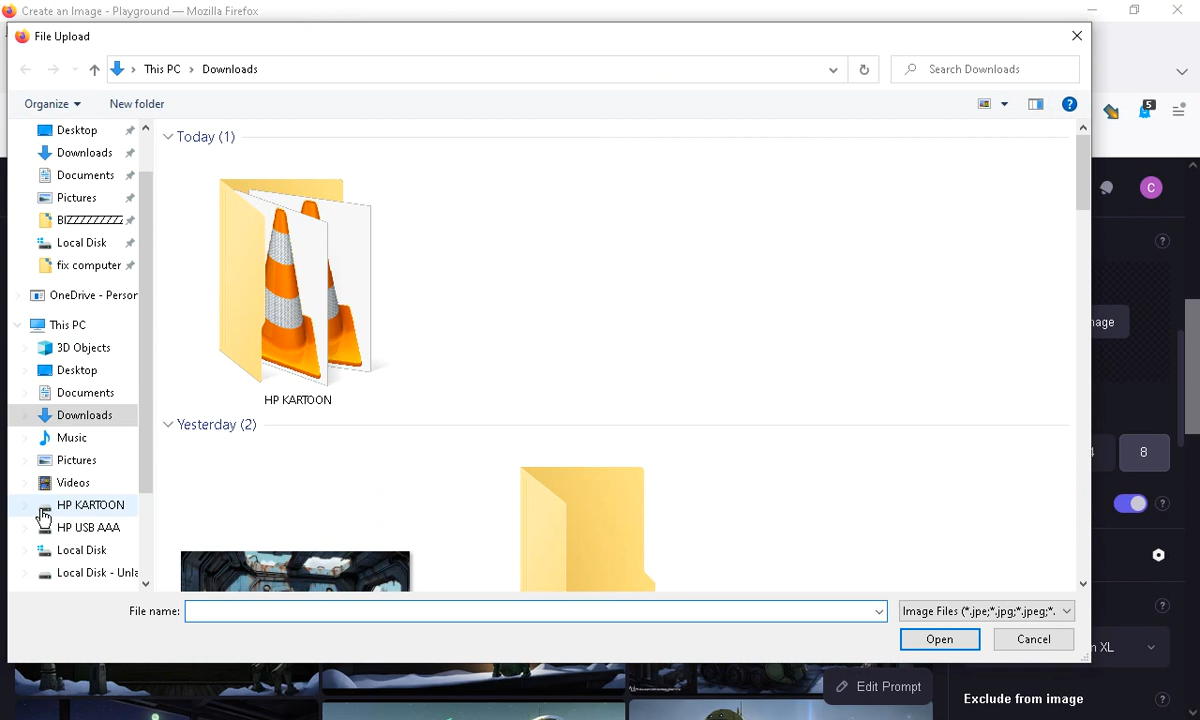 Create an Image - Playground — Mozilla Firefox
File Upload
This PC > Downloads
Search Downloads
Organize
New folder
?
5
Desktop
Downloads
Documents
Pictures
Local Disk
fix computer
OneDrive - Person
This PC
3D Objects
Desktop
Documents
Downloads
Music
Pictures
Videos
HP KARTOON
HP USB AAA
Local Disk
Local Disk - Unla
Today (1)
HP KARTOON
Yesterday (2)
C
?
mage
4
8
?
?
n XL
File name:
Image Files (*.jpe;*.jpg;*.jpeg;*.
Open
Cancel
Edit Prompt
Exclude from image
?